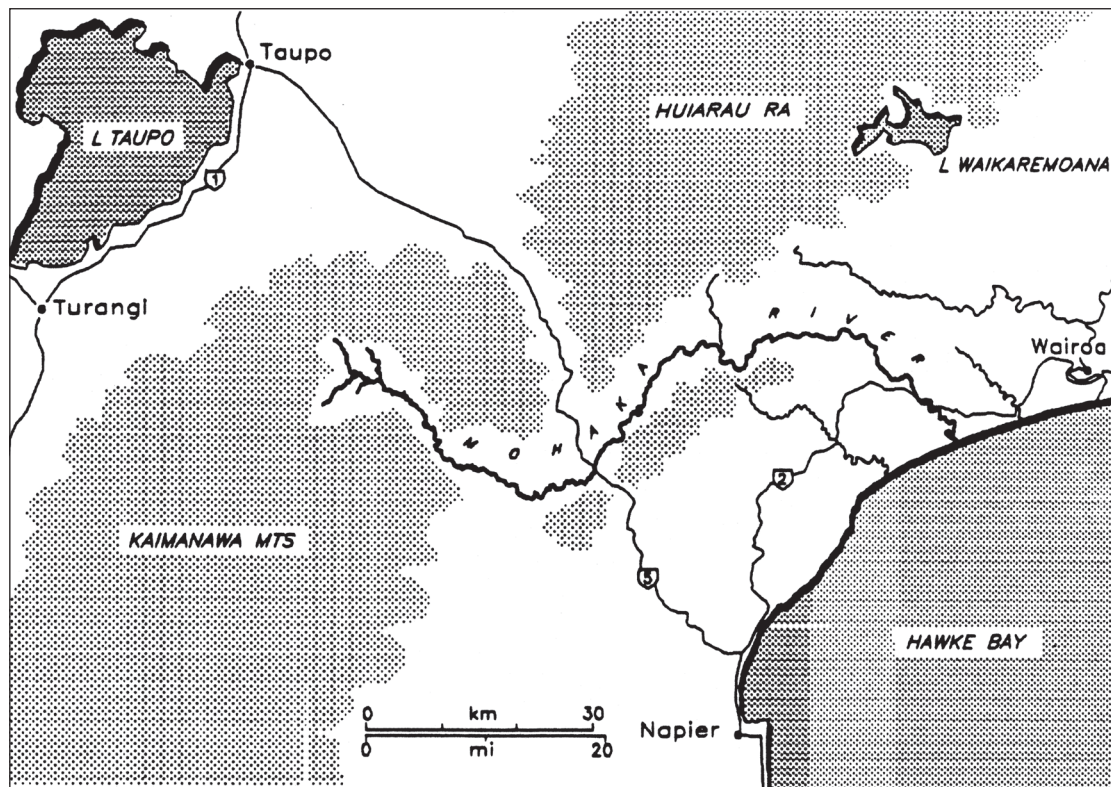 Taupo
HUIARAU RA
L TAUPO
L WAIKAREMOANA
1
Turangi
MOHAKA RIVER
Wairoa
2
KAIMANAWA MTS
5
HAWKE BAY
0 km 30
Napier
0 mi 20